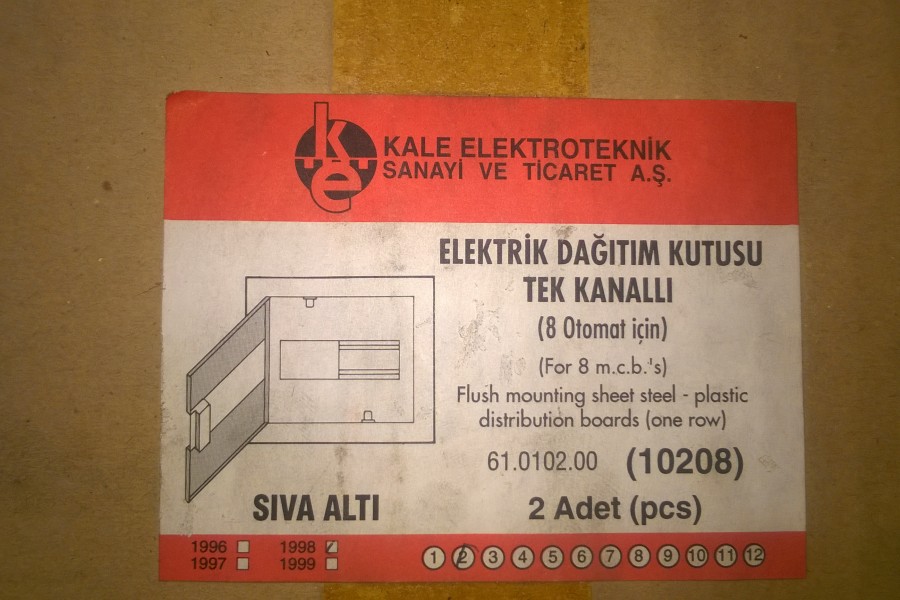 k
e
KALE ELEKTROTEKNİK
SANAYİ VE TİCARET A.Ş.
ELEKTRİK DAĞITIM KUTUSU
TEK KANALLI
(8 Otomat için)
(For 8 m.c.b.'s)
Flush mounting sheet steel - plastic
distribution boards (one row)
61.0102.00 (10208)
SIVA ALTI
2 Adet (pcs)
1996 1998
1997 1999
1 2 3 4 5 6 7 8 9 10 11 12